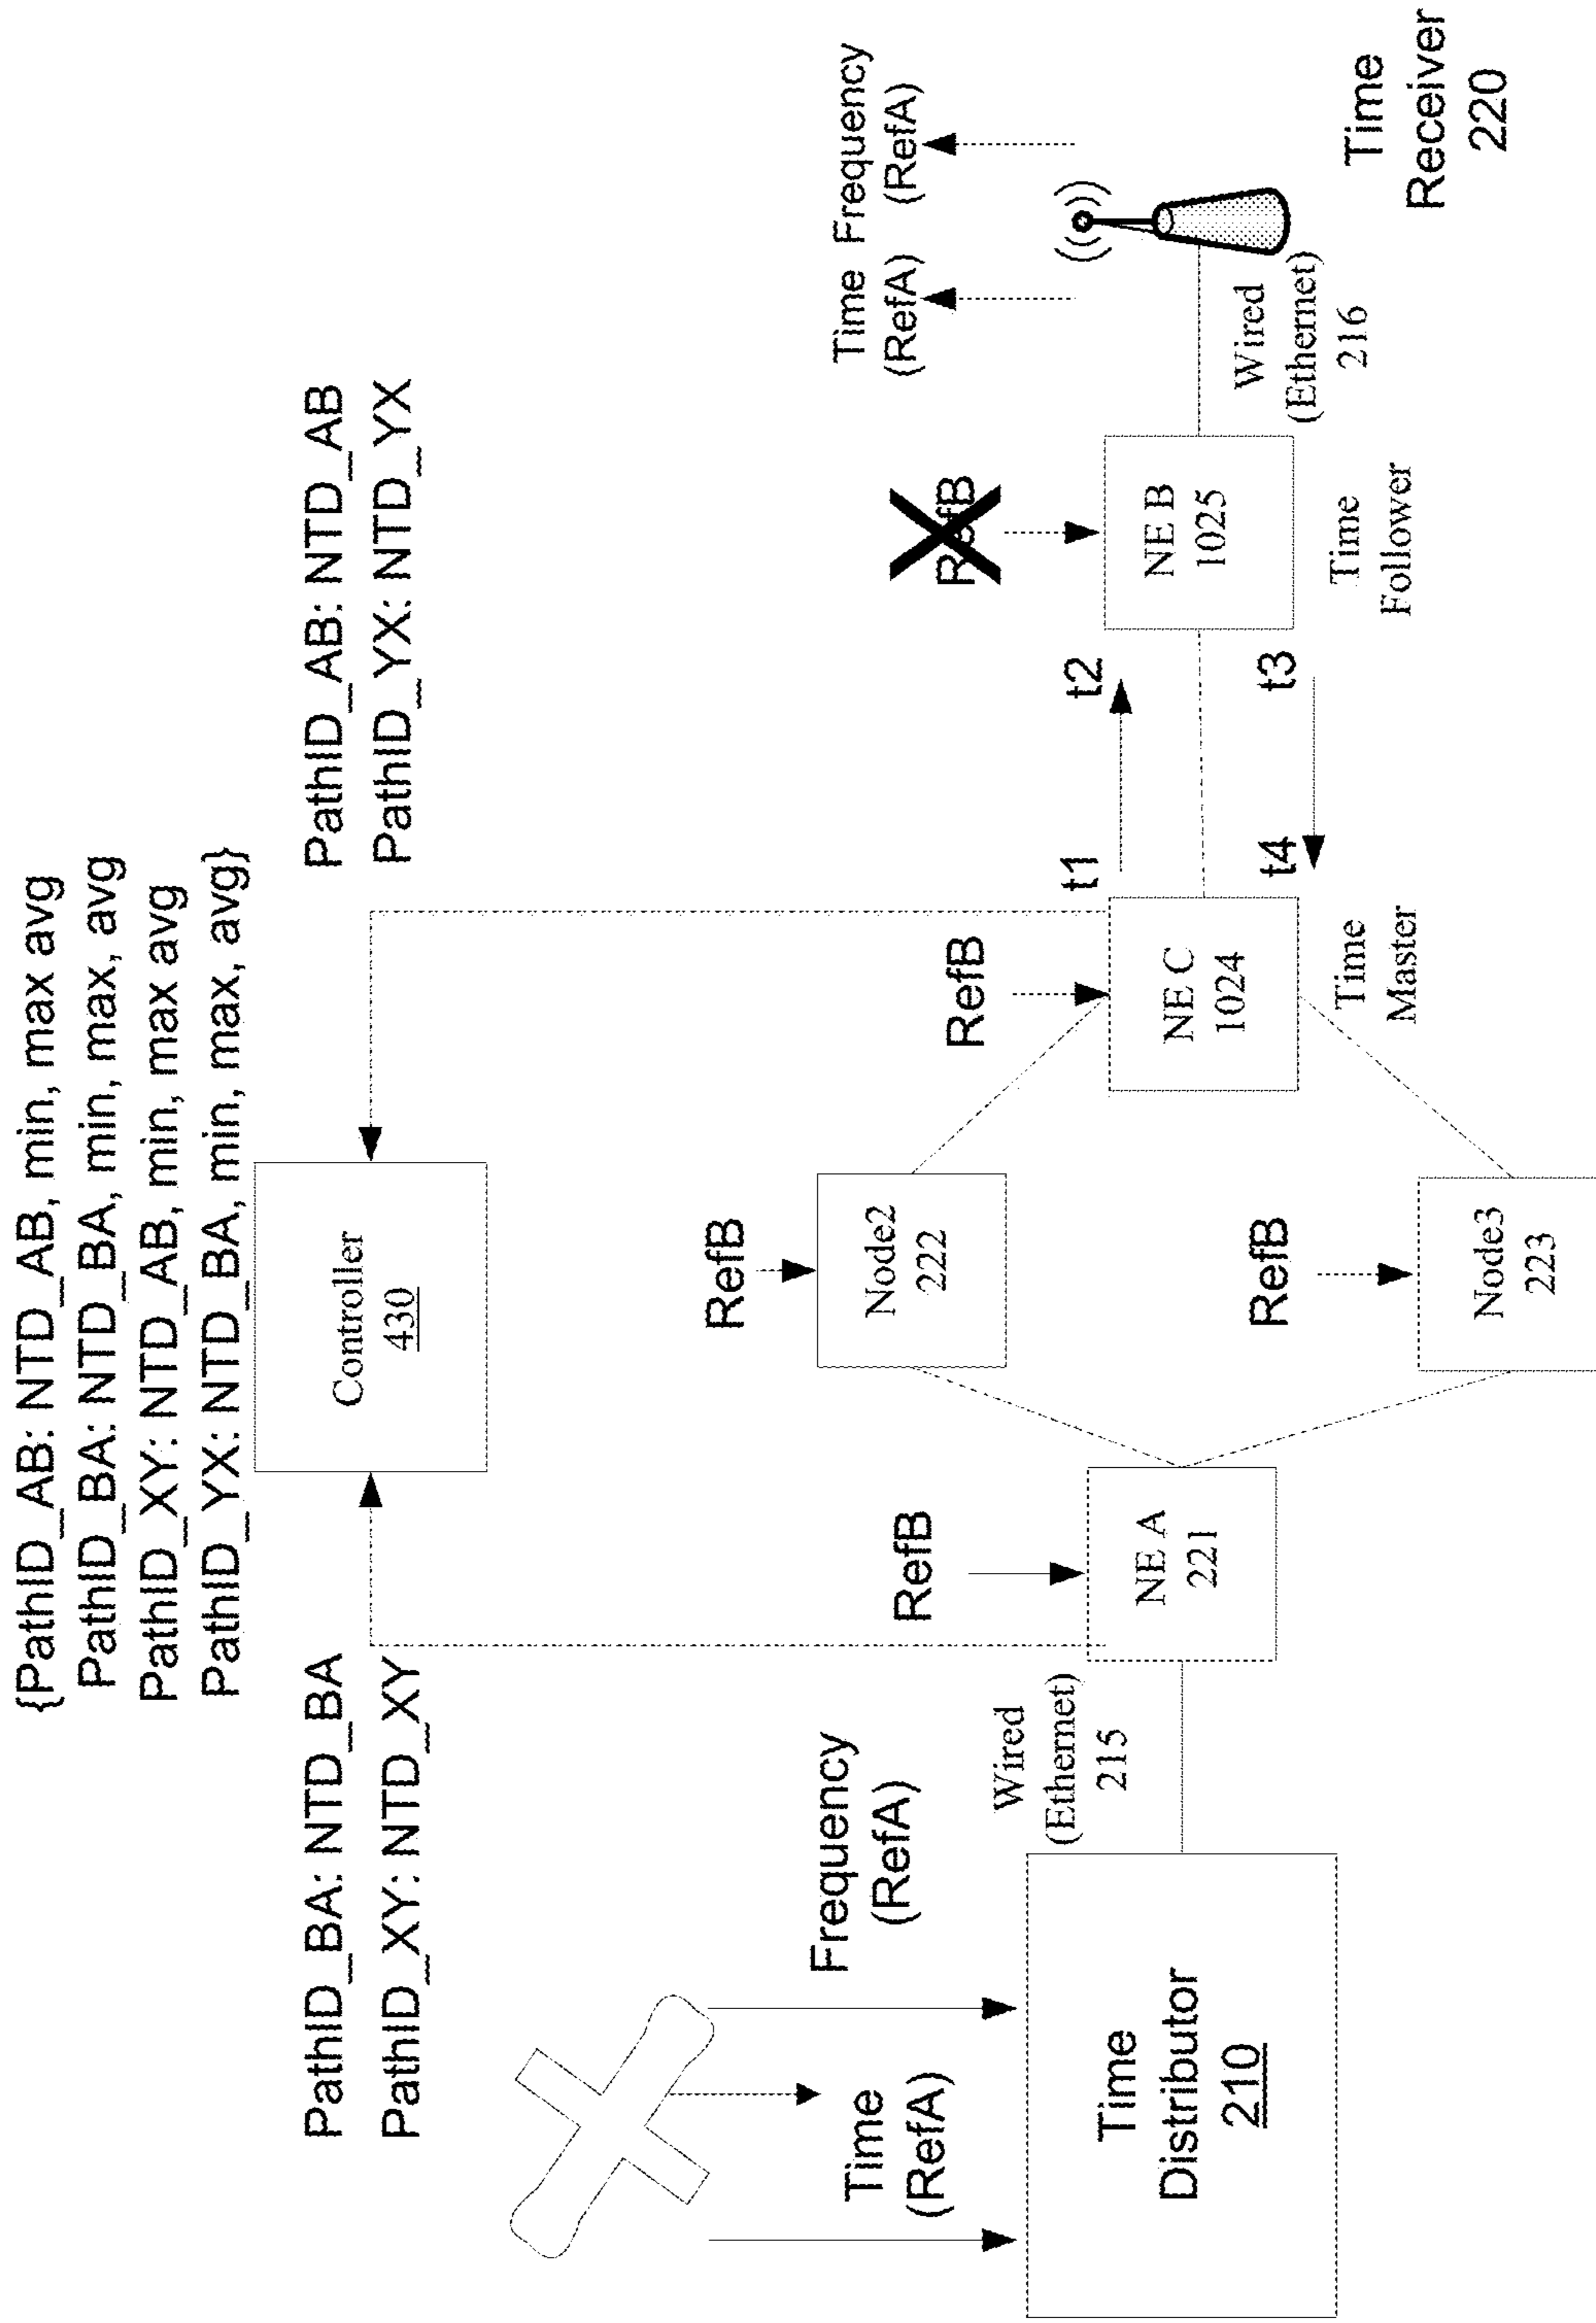 {PathID_AB: NTD_AB, min, max avg
PathID_BA: NTD_BA, min, max, avg
PathID_XY: NTD_AB, min, max avg
PathID_YX: NTD_BA, min, max, avg}
PathID_BA: NTD_BA
PathID_XY: NTD_XY
Controller
430
PathID_AB: NTD_AB
PathID_YX: NTD_YX
Time
(RefA)
Frequency
(RefA)
Time
Distributor
210
Wired
(Ethernet)
215
RefB
NE A
221
RefB
Node2
222
RefB
Node3
223
RefB
NE C
1024
Time
Master
t1
t2
t4
t3
RefB
NE B
1025
Time
Follower
Wired
(Ethernet)
216
Time
(RefA)
Frequency
(RefA)
Time
Receiver
220